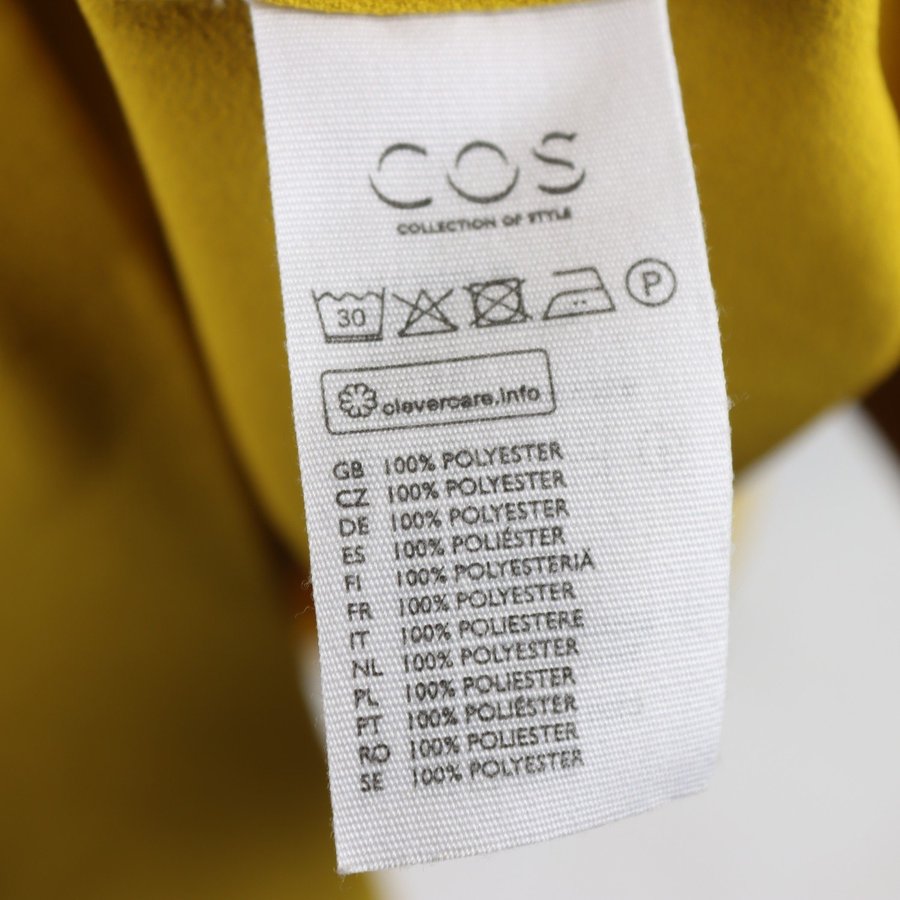 COS
COLLECTION OF STYLE
30 P
clevercare.info
GB 100% POLYESTER
CZ 100% POLYESTER
DE 100% POLYESTER
ES 100% POLIÉSTER
FI 100% POLYESTERIÄ
FR 100% POLYESTER
IT 100% POLIESTERE
NL 100% POLYESTER
PL 100% POLIESTER
PT 100% POLIÉSTER
RO 100% POLIESTER
SE 100% POLYESTER